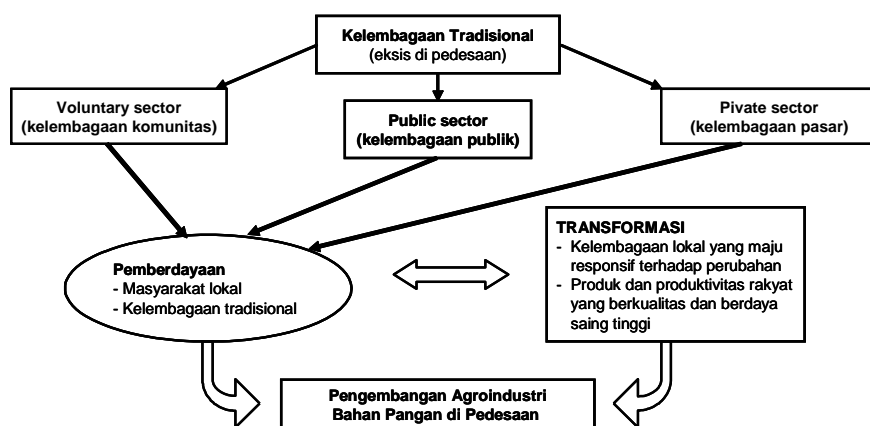 Kelembagaan Tradisional
(eksis di pedesaan)
Voluntary sector
(kelembagaan komunitas)
Public sector
(kelembagaan publik)
Pivate sector
(kelembagaan pasar)
Pemberdayaan
- Masyarakat lokal
- Kelembagaan tradisional
TRANSFORMASI
- Kelembagaan lokal yang maju
responsif terhadap perubahan
- Produk dan produktivitas rakyat
yang berkualitas dan berdaya
saing tinggi
Pengembangan Agroindustri
Bahan Pangan di Pedesaan